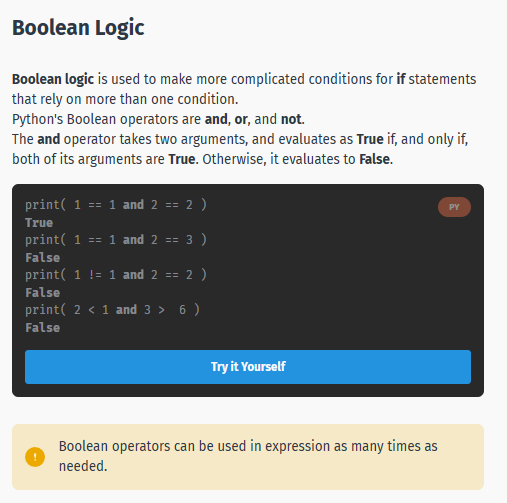 Boolean Logic
Boolean logic is used to make more complicated conditions for if statements
that rely on more than one condition.
Python's Boolean operators are and, or, and not.
The and operator takes two arguments, and evaluates as True if, and only if,
both of its arguments are True. Otherwise, it evaluates to False.
PY
print( 1 == 1 and 2 == 2 )
True
print( 1 == 1 and 2 == 3 )
False
print( 1 != 1 and 2 == 2 )
False
print( 2 < 1 and 3 >  6 )
False
Try it Yourself
!
Boolean operators can be used in expression as many times as
needed.